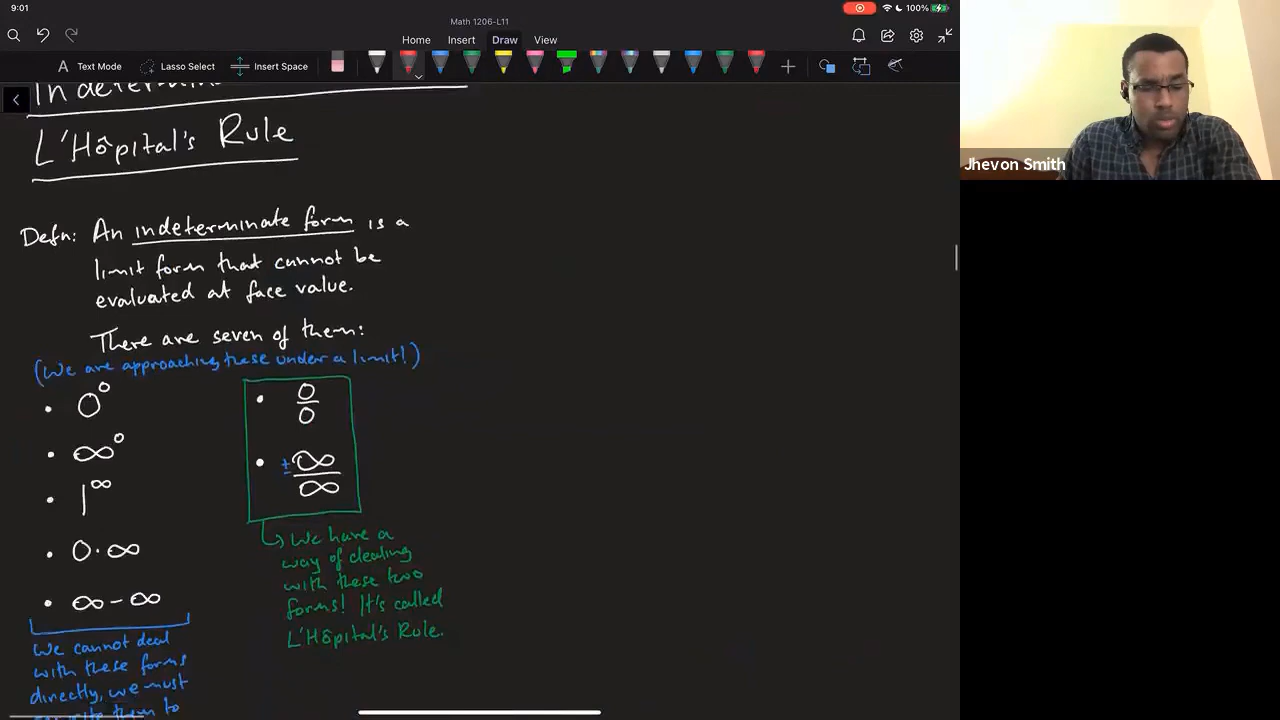 9:01
Math 1206-L11
100%
Home Insert Draw View
Text Mode Lasso Select Insert Space
L'Hôpital's Rule
Defn: An indeterminate form is a
limit form that cannot be
evaluated at face value.
There are seven of them:
(We are approaching these under a limit!)
• 0⁰
• ∞⁰
• 1^∞
• 0·∞
• ∞-∞
We cannot deal
with these forms
directly, we must
them to
• 0/0
• ±∞/∞
We have a
way of dealing
with these two
forms! It's called
L'Hôpital's Rule.
Jhevon Smith